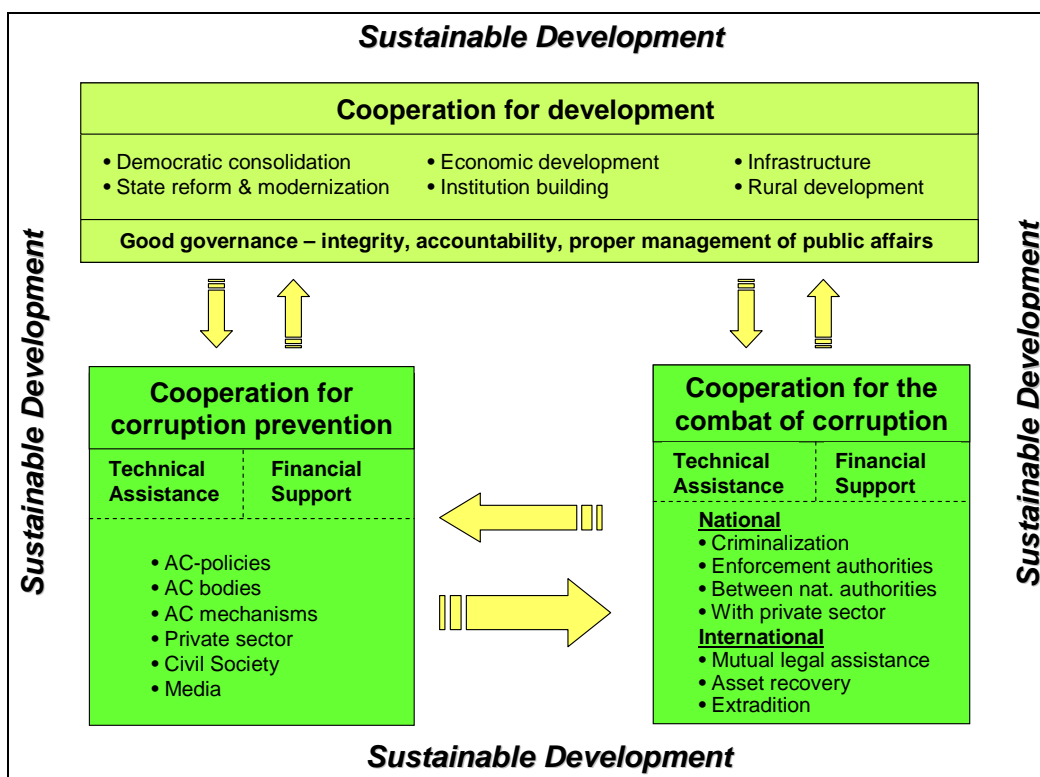 Sustainable Development
Sustainable Development
Cooperation for development
• Democratic consolidation
• State reform & modernization
• Economic development
• Institution building
• Infrastructure
• Rural development
Good governance – integrity, accountability, proper management of public affairs
Sustainable Development
Cooperation for
corruption prevention
Technical
Assistance
Financial
Support
• AC-policies
• AC bodies
• AC mechanisms
• Private sector
• Civil Society
• Media
Cooperation for the
combat of corruption
Technical
Assistance
Financial
Support
National
• Criminalization
• Enforcement authorities
• Between nat. authorities
• With private sector
International
• Mutual legal assistance
• Asset recovery
• Extradition
Sustainable Development